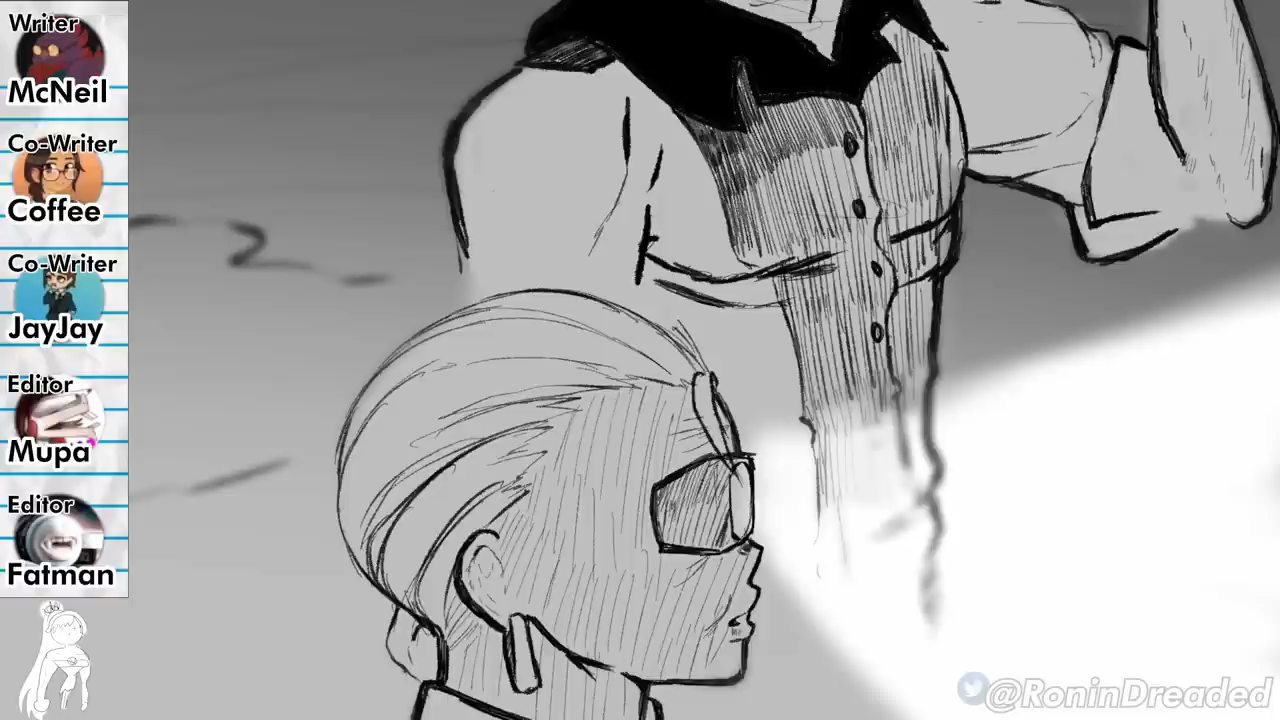 Writer
McNeil
Co-Writer
Coffee
Co-Writer
JayJay
Editor
Mupa
Editor
Fatman
@RoninDreaded